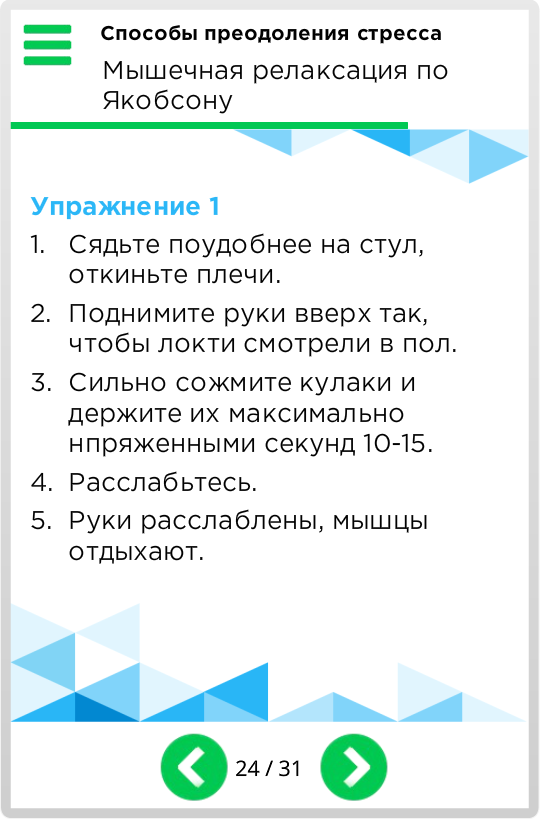 Способы преодоления стресса
Мышечная релаксация по
Якобсону
Упражнение 1
1. Сядьте поудобнее на стул,
откиньте плечи.
2. Поднимите руки вверх так,
чтобы локти смотрели в пол.
3. Сильно сожмите кулаки и
держите их максимально
нпряженными секунд 10-15.
4. Расслабьтесь.
5. Руки расслаблены, мышцы
отдыхают.
24 / 31